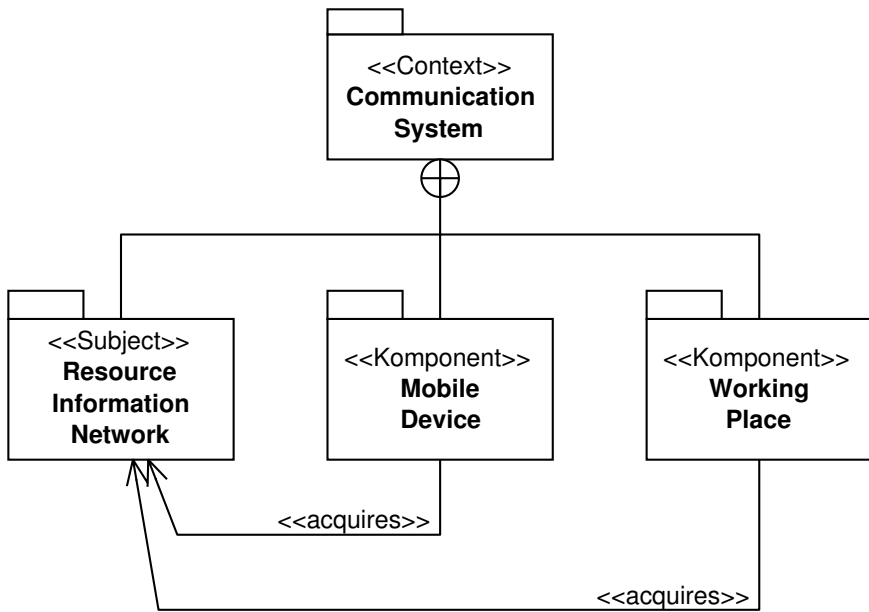 <<Context>>
Communication
System
<<Subject>>
Resource
Information
Network
<<Komponent>>
Mobile
Device
<<Komponent>>
Working
Place
<<acquires>>
<<acquires>>